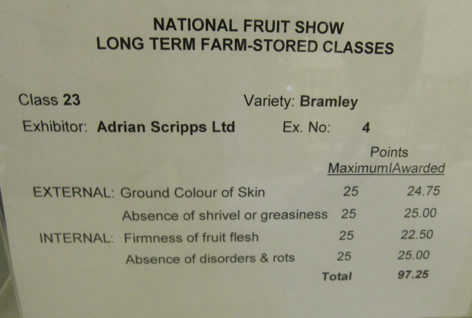 NATIONAL FRUIT SHOW
LONG TERM FARM-STORED CLASSES
Class 23 Variety: Bramley
Exhibitor: Adrian Scripps Ltd Ex. No: 4
Points
Maximum|Awarded
EXTERNAL: Ground Colour of Skin 25 24.75
Absence of shrivel or greasiness 25 25.00
INTERNAL: Firmness of fruit flesh 25 22.50
Absence of disorders & rots 25 25.00
Total 97.25